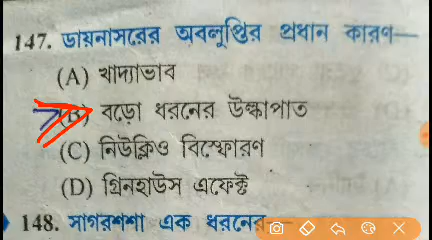 147. ডায়নাসরের অবলুপ্তির প্রধান কারণ—
(A) খাদ্যাভাব
(B) বড়ো ধরনের উল্কাপাত
(C) নিউক্লিও বিস্ফোরণ
(D) গ্রিনহাউস এফেক্ট
148. সাগরশশা এক ধরনের